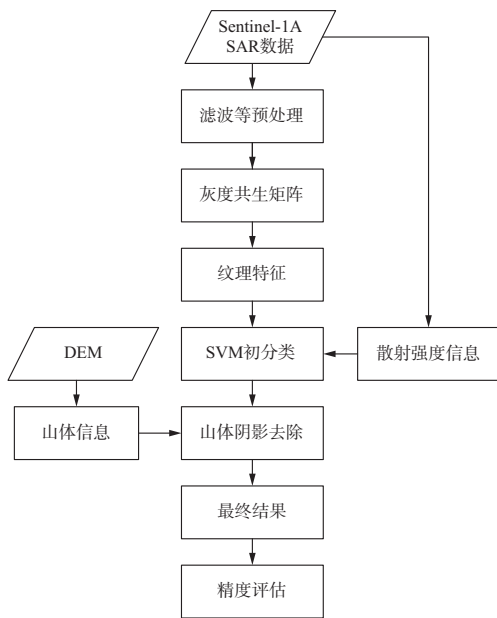 Sentinel-1A
SAR数据
滤波等预处理
灰度共生矩阵
纹理特征
DEM
SVM初分类
散射强度信息
山体信息
山体阴影去除
最终结果
精度评估